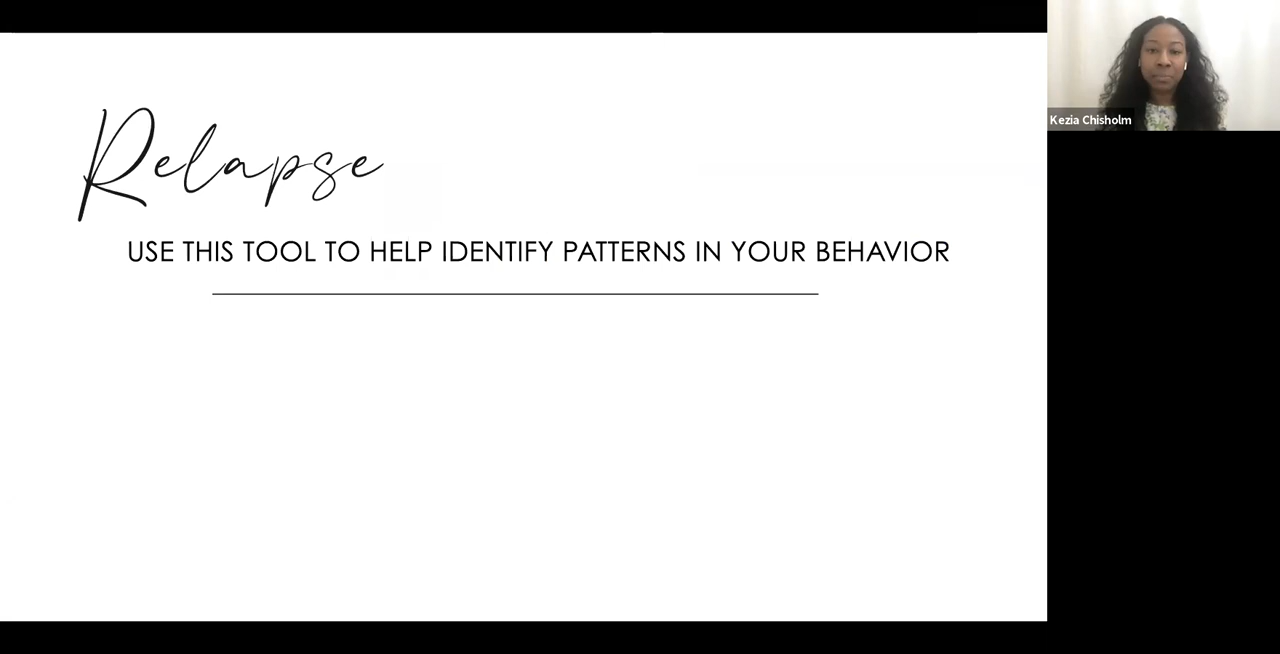 Relapse
USE THIS TOOL TO HELP IDENTIFY PATTERNS IN YOUR BEHAVIOR
Kezia Chisholm